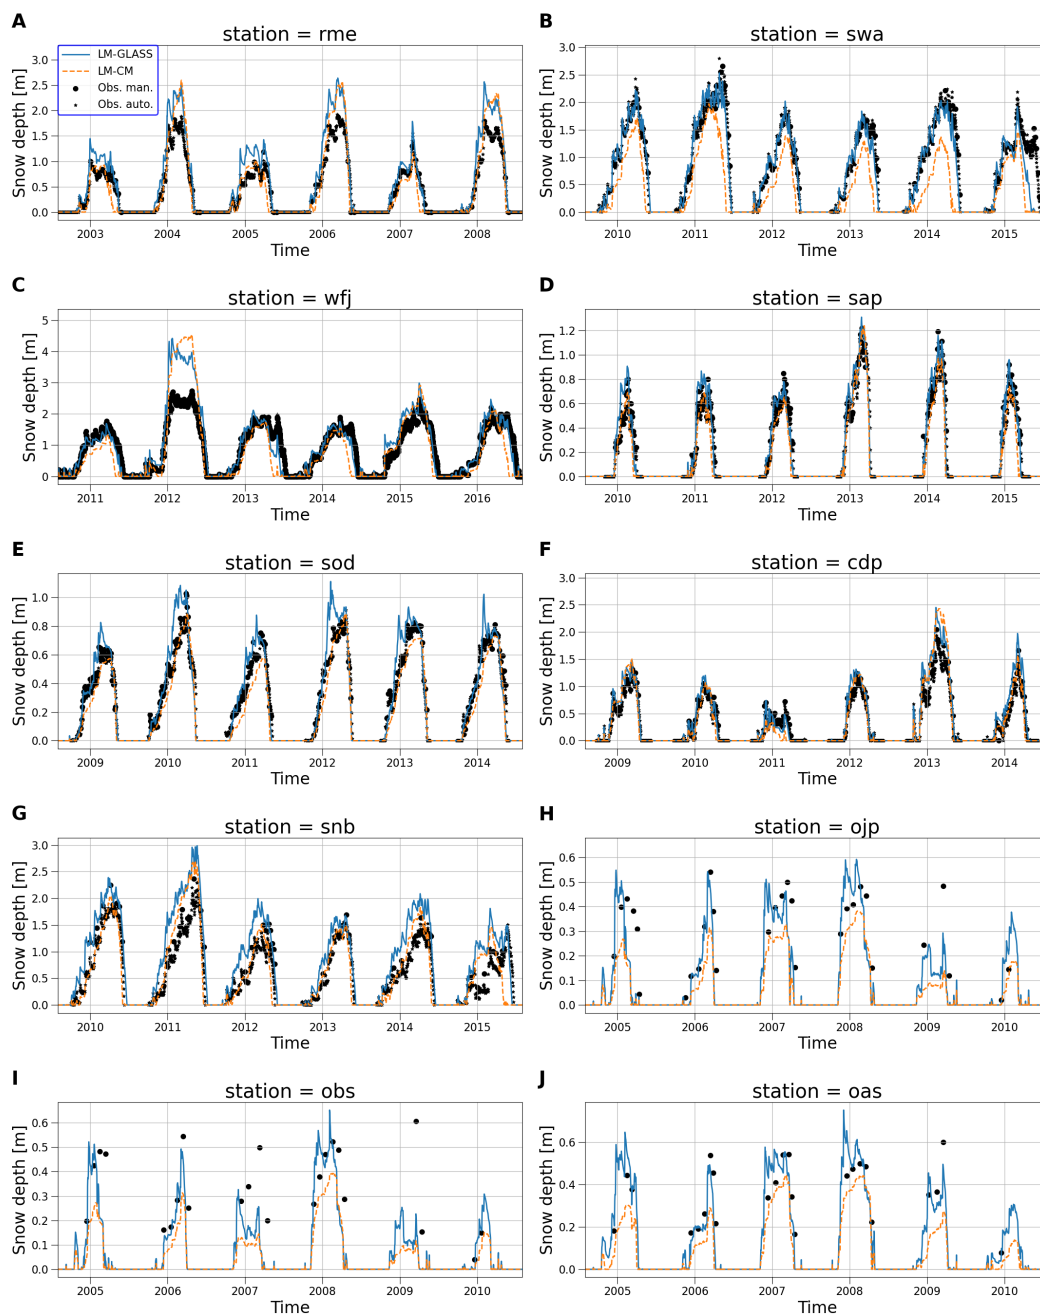 A
station = rme
LM-GLASS
LM-CM
Obs. man.
Obs. auto.
Snow depth [m]
3.0
2.5
2.0
1.5
1.0
0.5
0.0
2003 2004 2005 2006 2007 2008
Time
B
station = swa
Snow depth [m]
3.0
2.5
2.0
1.5
1.0
0.5
0.0
2010 2011 2012 2013 2014 2015
Time
C
station = wfj
Snow depth [m]
5
4
3
2
1
0
2011 2012 2013 2014 2015 2016
Time
D
station = sap
Snow depth [m]
1.2
1.0
0.8
0.6
0.4
0.2
0.0
2010 2011 2012 2013 2014 2015
Time
E
station = sod
Snow depth [m]
1.0
0.8
0.6
0.4
0.2
0.0
2009 2010 2011 2012 2013 2014
Time
F
station = cdp
Snow depth [m]
3.0
2.5
2.0
1.5
1.0
0.5
0.0
2009 2010 2011 2012 2013 2014
Time
G
station = snb
Snow depth [m]
3.0
2.5
2.0
1.5
1.0
0.5
0.0
2010 2011 2012 2013 2014 2015
Time
H
station = ojp
Snow depth [m]
0.6
0.5
0.4
0.3
0.2
0.1
0.0
2005 2006 2007 2008 2009 2010
Time
I
station = obs
Snow depth [m]
0.6
0.5
0.4
0.3
0.2
0.1
0.0
2005 2006 2007 2008 2009 2010
Time
J
station = oas
Snow depth [m]
0.6
0.4
0.2
0.0
2005 2006 2007 2008 2009 2010
Time